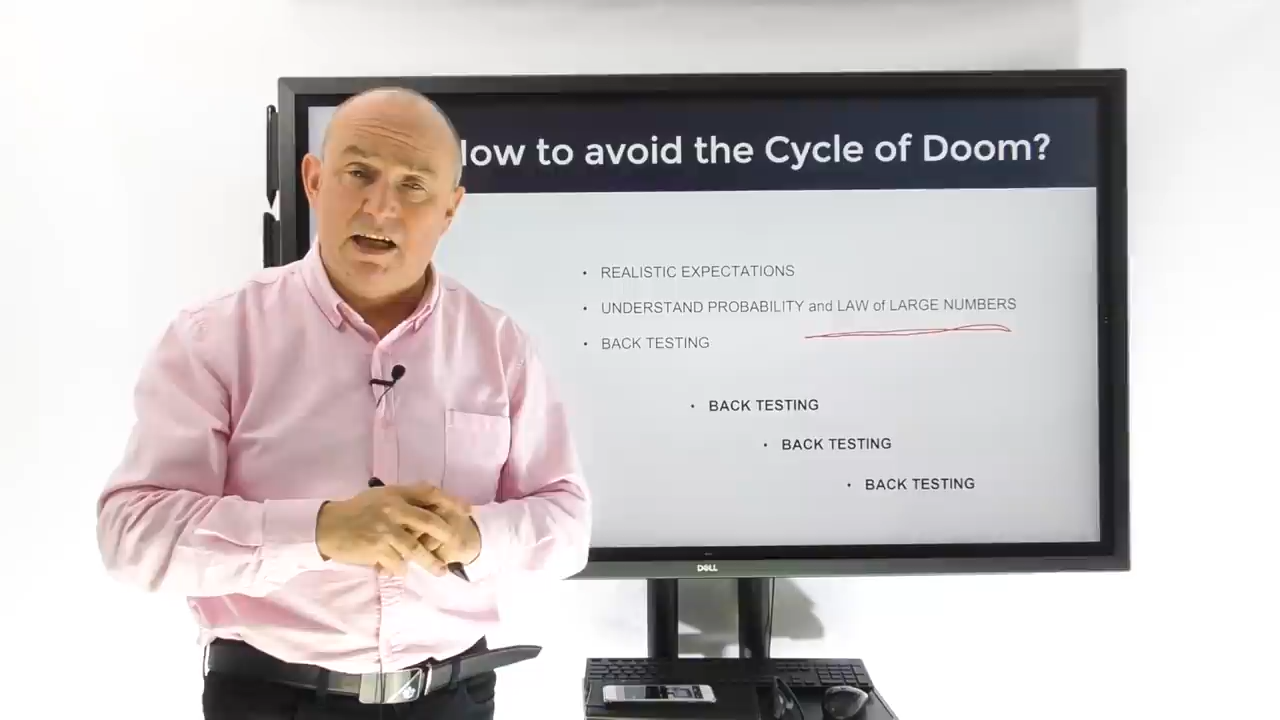 ow to avoid the Cycle of Doom?
• REALISTIC EXPECTATIONS
• UNDERSTAND PROBABILITY and LAW of LARGE NUMBERS
• BACK TESTING
• BACK TESTING
• BACK TESTING
• BACK TESTING
DELL